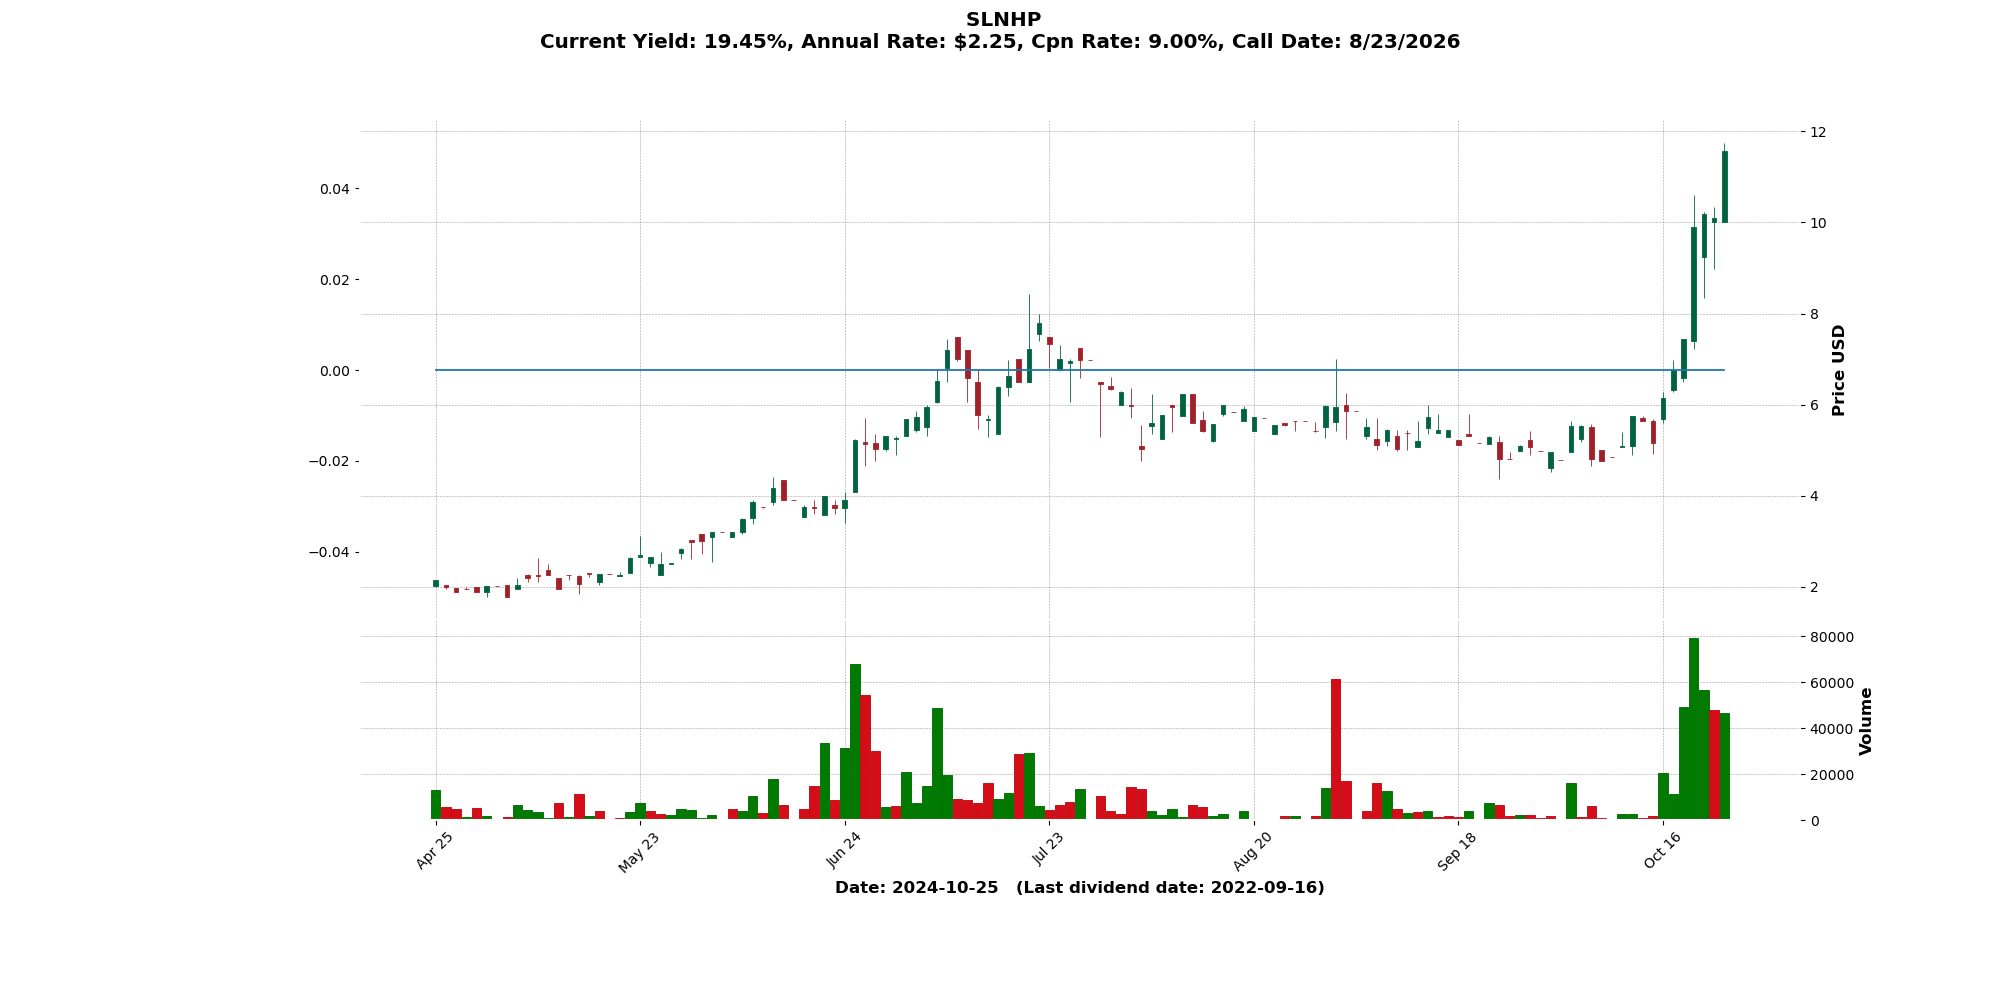 SLNHP
Current Yield: 19.45%, Annual Rate: $2.25, Cpn Rate: 9.00%, Call Date: 8/23/2026
0.04
0.02
0.00
−0.02
−0.04
12
10
8
6
4
2
Price USD
80000
60000
40000
20000
0
Volume
Apr 25
May 23
Jun 24
Jul 23
Aug 20
Sep 18
Oct 16
Date: 2024-10-25 (Last dividend date: 2022-09-16)